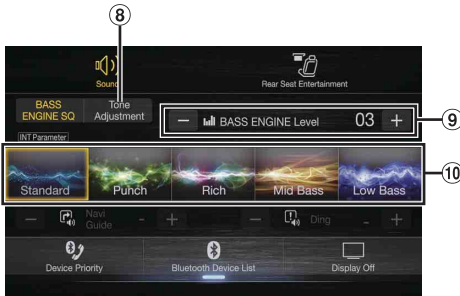 ⑧
Sound
Rear Seat Entertainment
BASS
ENGINE SQ
Tone
Adjustment
− BASS ENGINE Level 03 +
⑨
INT Parameter
Standard Punch Rich Mid Bass Low Bass
⑩
− Navi
Guide - +
− Ding - +
Device Priority
Bluetooth Device List
Display Off